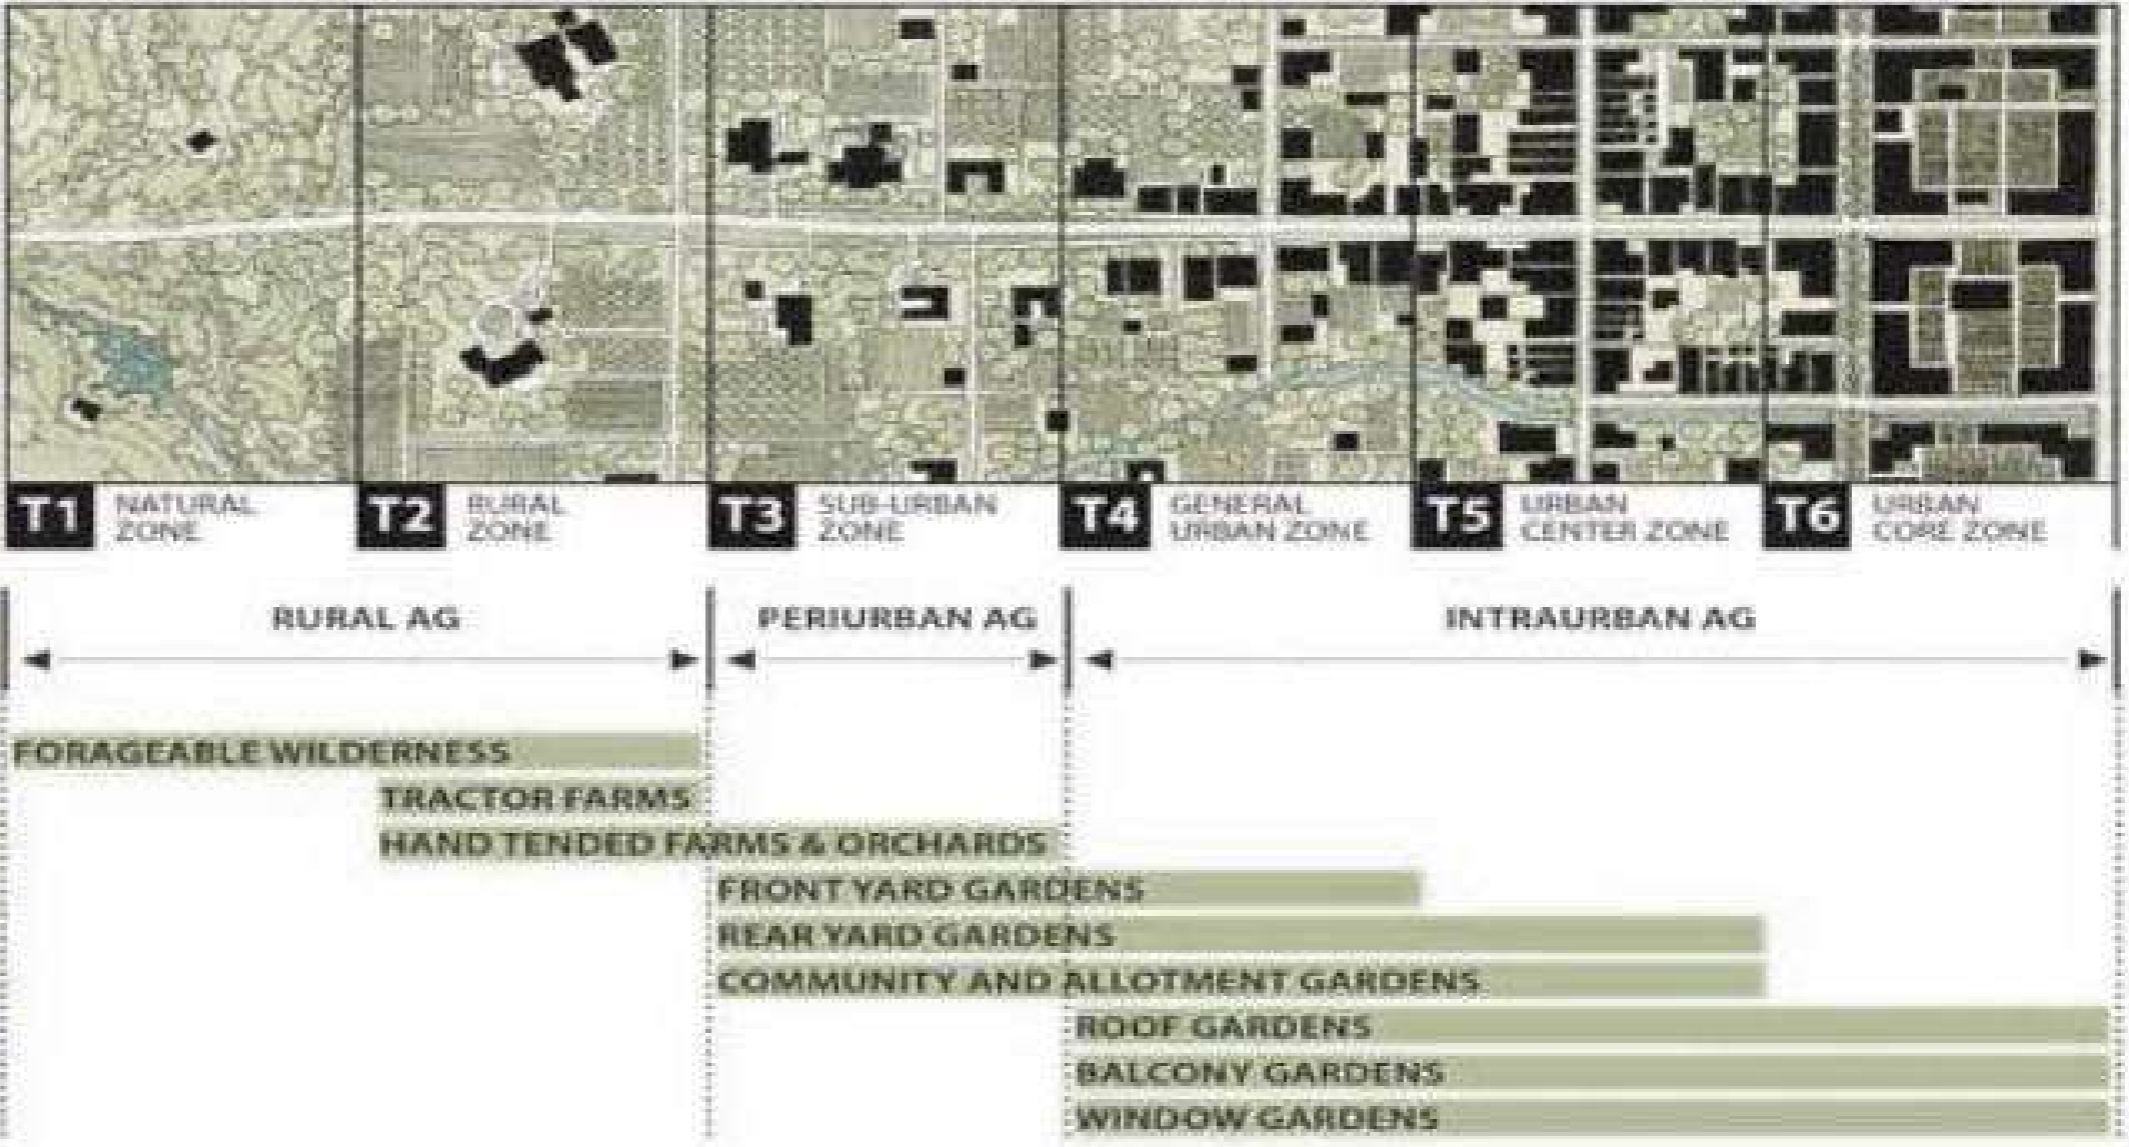 T1 NATURAL ZONE
T2 RURAL ZONE
T3 SUB-URBAN ZONE
T4 GENERAL URBAN ZONE
T5 URBAN CENTER ZONE
T6 URBAN CORE ZONE
RURAL AG
PERIURBAN AG
INTRAURBAN AG
FORAGEABLE WILDERNESS
TRACTOR FARMS
HAND TENDED FARMS & ORCHARDS
FRONT YARD GARDENS
REAR YARD GARDENS
COMMUNITY AND ALLOTMENT GARDENS
ROOF GARDENS
BALCONY GARDENS
WINDOW GARDENS